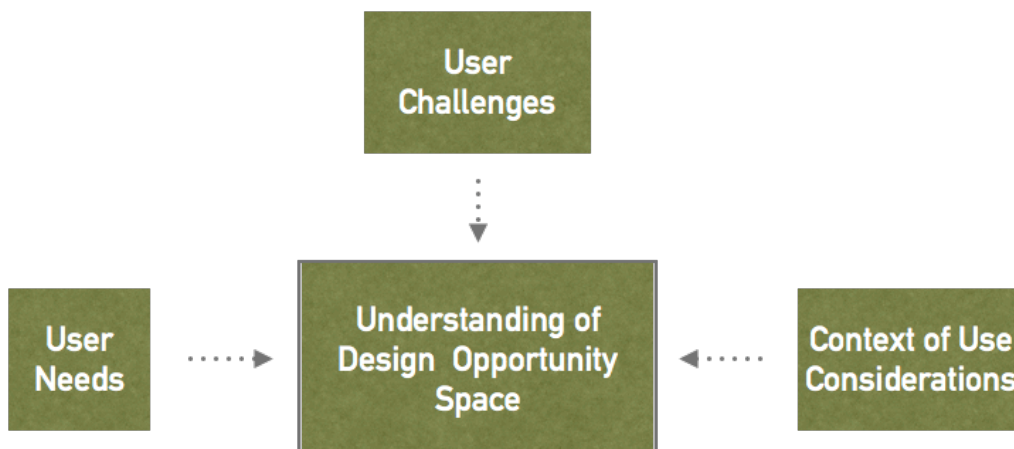 User
Challenges
Understanding of
Design Opportunity
Space
User
Needs
Context of Use
Considerations